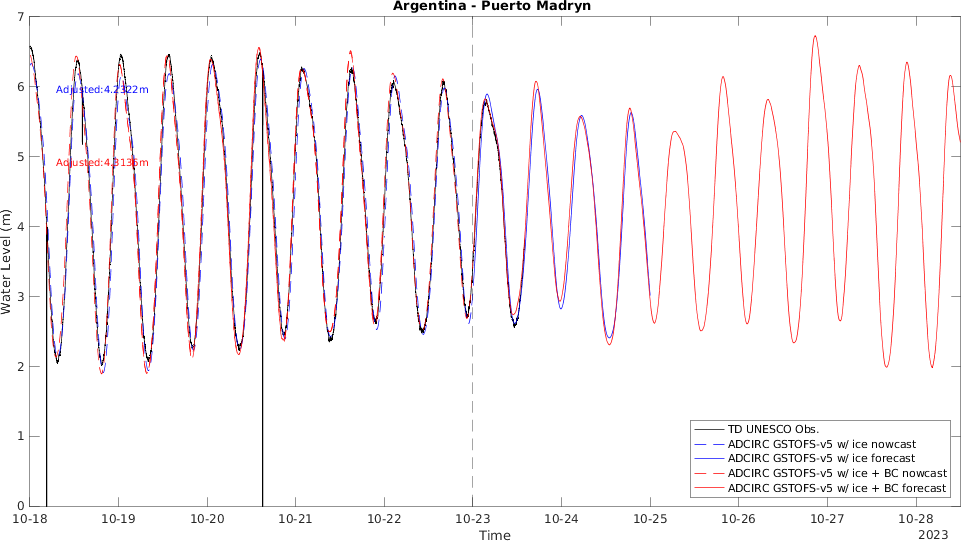 Argentina - Puerto Madryn
7
6
5
4
3
2
1
0
Water Level (m)
Adjusted:4.2322m
Adjusted:4.3136m
TD UNESCO Obs.
ADCIRC GSTOFS-v5 w/ ice nowcast
ADCIRC GSTOFS-v5 w/ ice forecast
ADCIRC GSTOFS-v5 w/ ice + BC nowcast
ADCIRC GSTOFS-v5 w/ ice + BC forecast
10-18 10-19 10-20 10-21 10-22 10-23 10-24 10-25 10-26 10-27 10-28
Time
2023